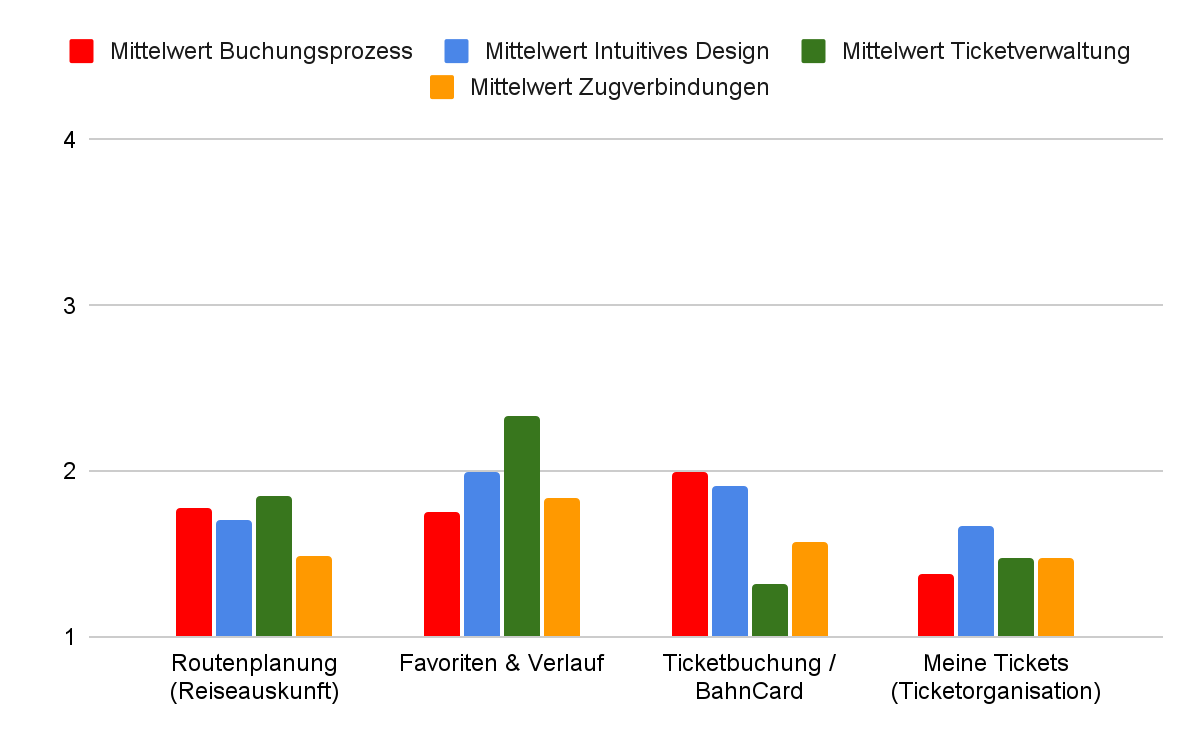 Mittelwert Buchungsprozess Mittelwert Intuitives Design Mittelwert Ticketverwaltung
Mittelwert Zugverbindungen
4
3
2
1
Routenplanung
(Reiseauskunft)
Favoriten & Verlauf
Ticketbuchung /
BahnCard
Meine Tickets
(Ticketorganisation)